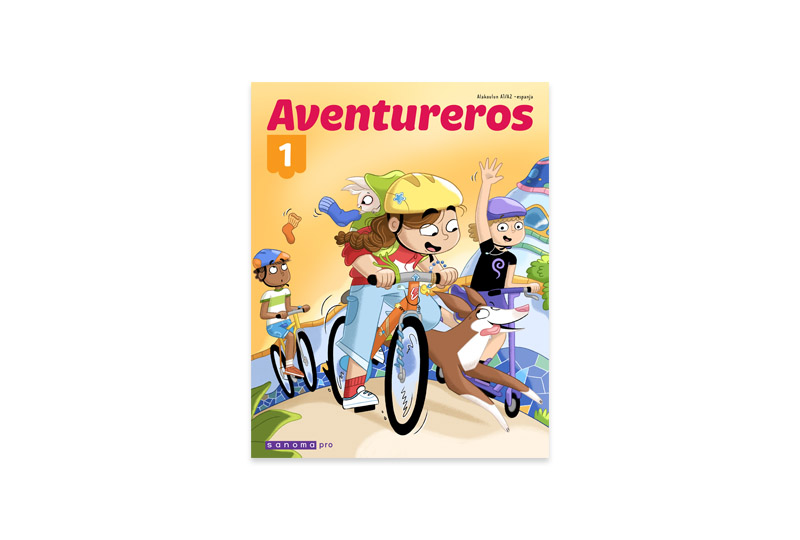 Alakoulun A1/A2 -espanja
Aventureros
1
sanoma pro